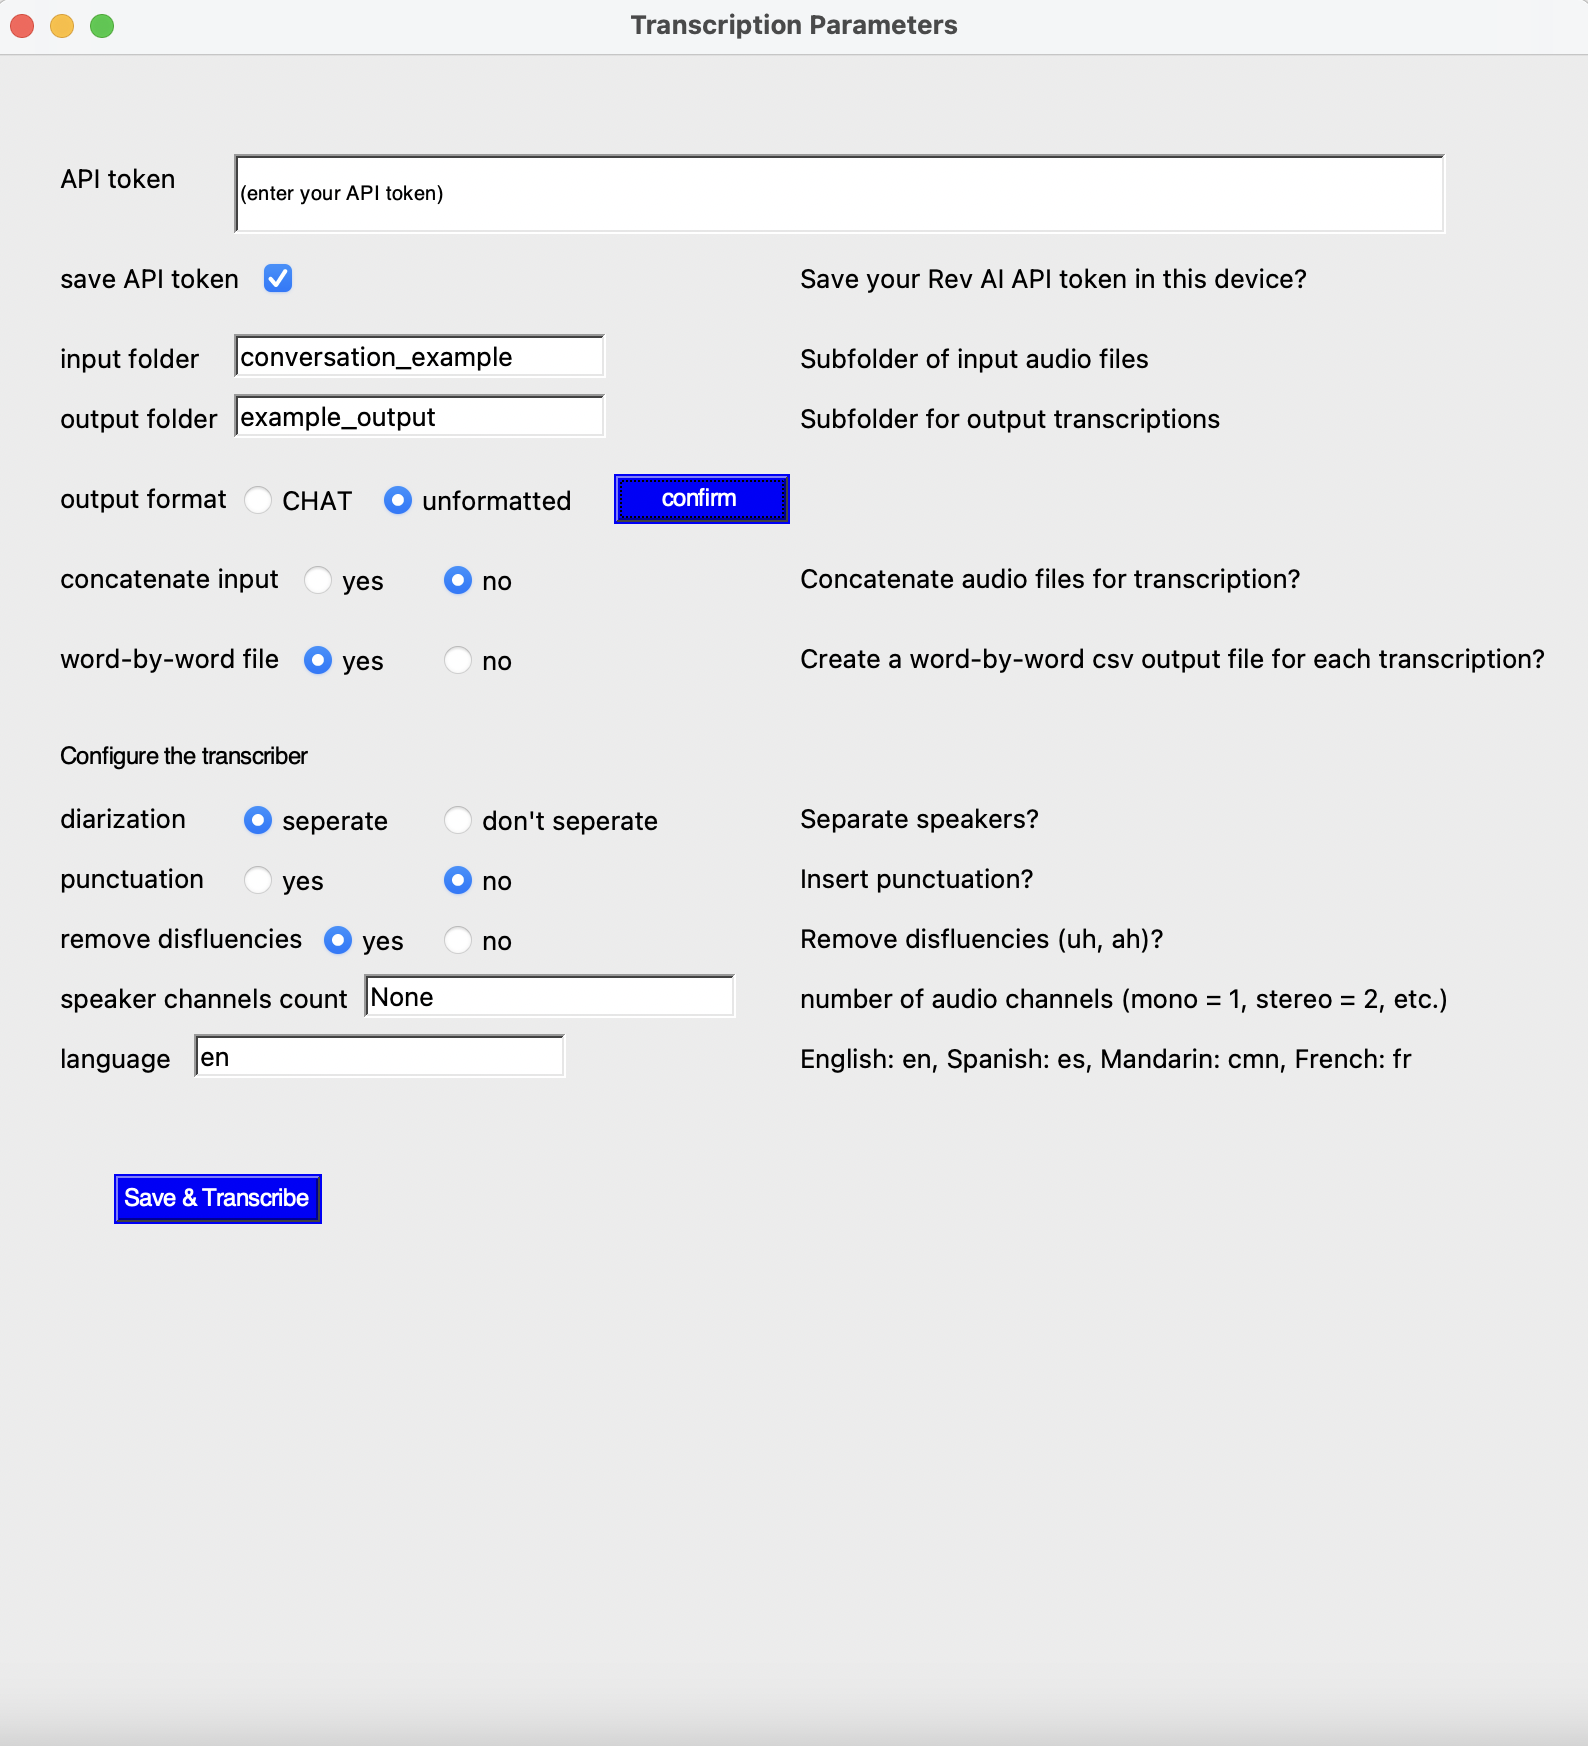 Transcription Parameters
API token
(enter your API token)
save API token
Save your Rev AI API token in this device?
input folder conversation_example Subfolder of input audio files
output folder example_output Subfolder for output transcriptions
output format CHAT unformatted confirm
concatenate input yes no Concatenate audio files for transcription?
word-by-word file yes no Create a word-by-word csv output file for each transcription?
Configure the transcriber
diarization seperate don't seperate Separate speakers?
punctuation yes no Insert punctuation?
remove disfluencies yes no Remove disfluencies (uh, ah)?
speaker channels count None number of audio channels (mono = 1, stereo = 2, etc.)
language en English: en, Spanish: es, Mandarin: cmn, French: fr
Save & Transcribe